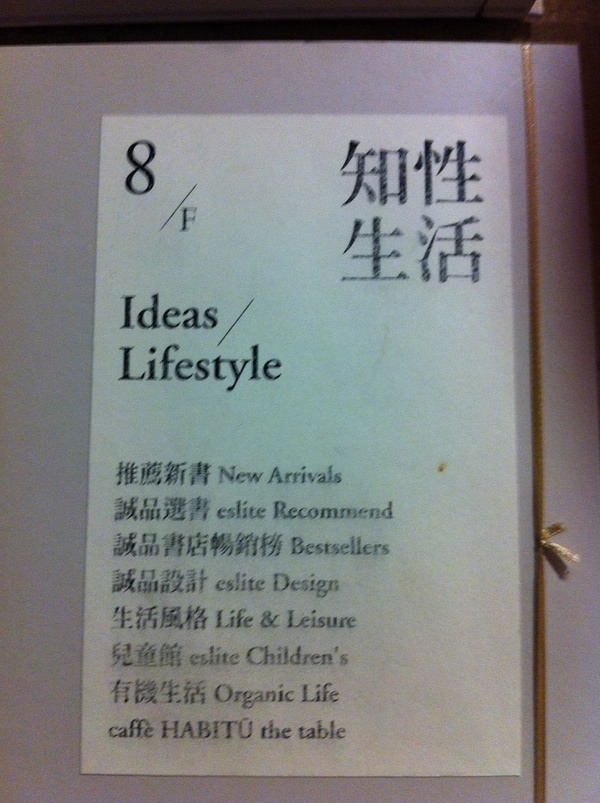 8/F
知性
生活
Ideas/
Lifestyle
推薦新書 New Arrivals
誠品選書 eslite Recommend
誠品書店暢銷榜 Bestsellers
誠品設計 eslite Design
生活風格 Life & Leisure
兒童館 eslite Children's
有機生活 Organic Life
caffè HABITŪ the table